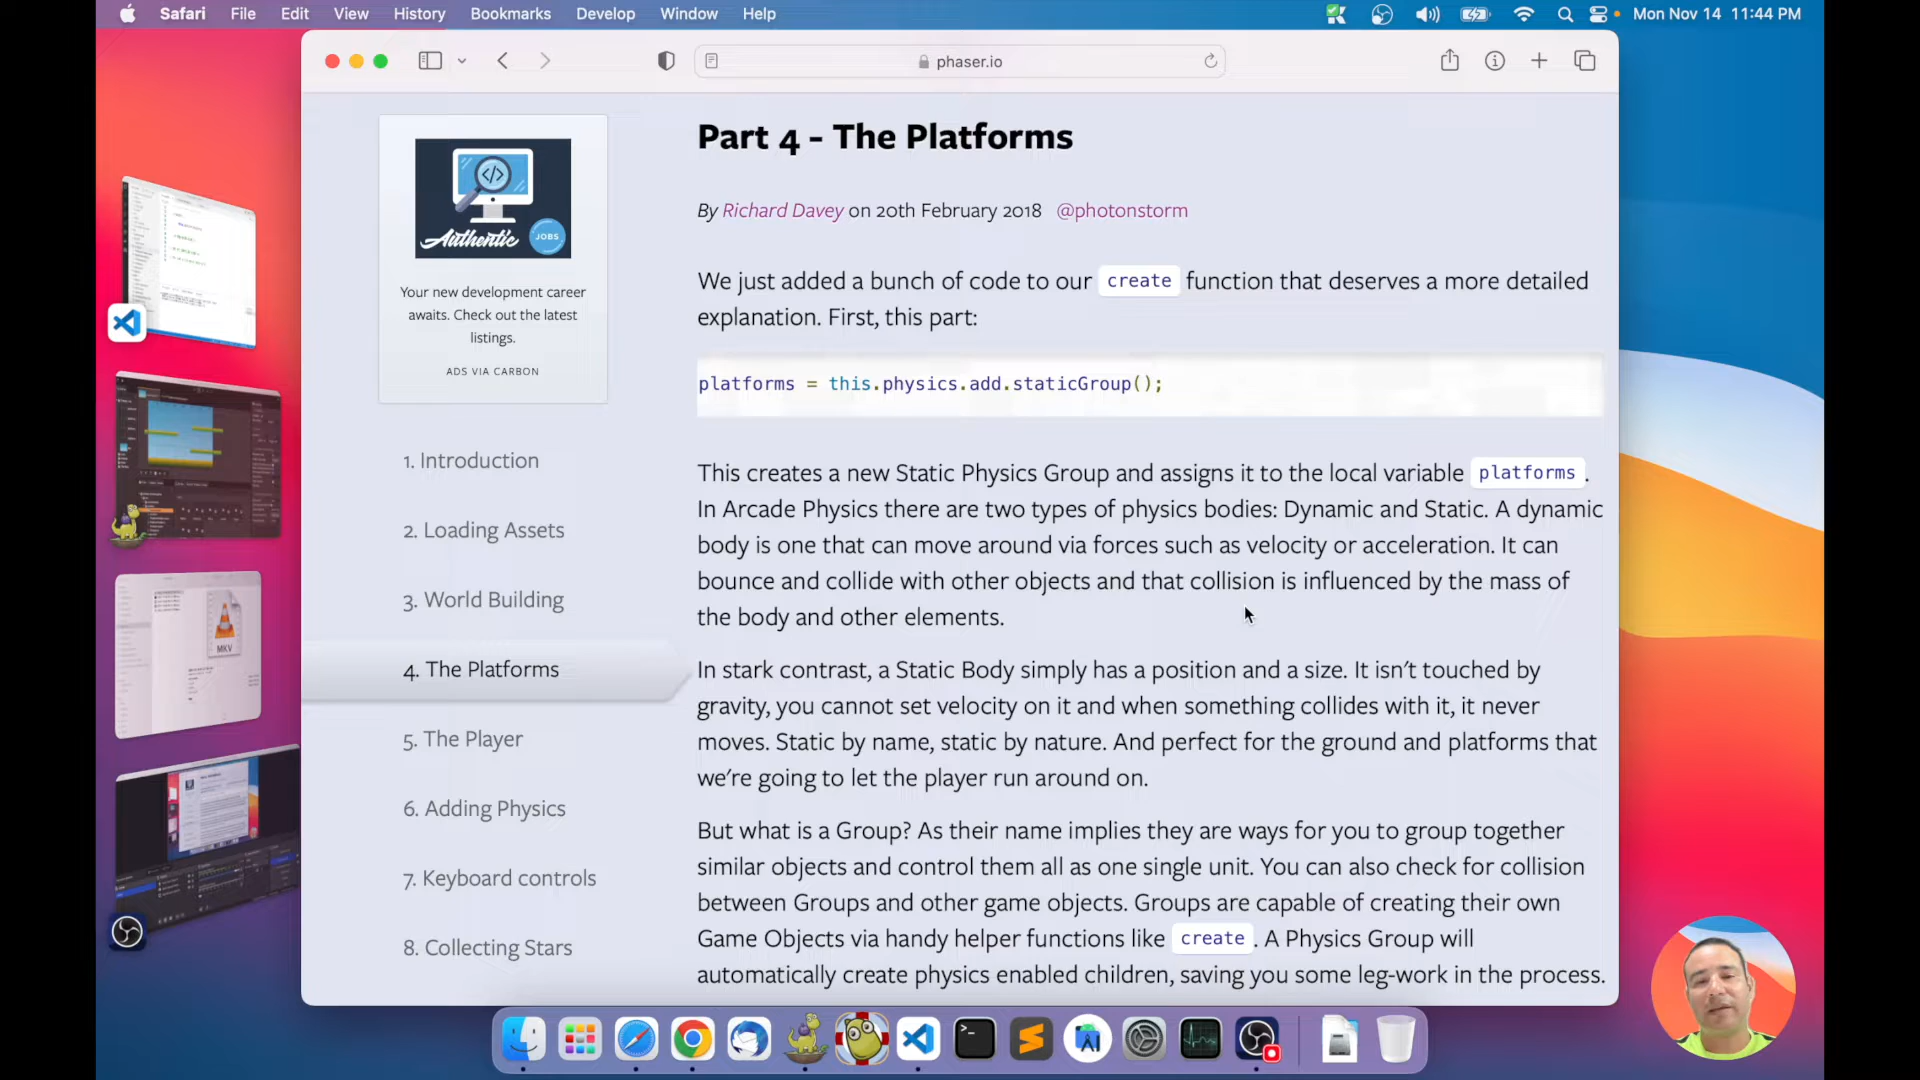 Safari File Edit View History Bookmarks Develop Window Help Mon Nov 14 11:44 PM
phaser.io
Authentic JOBS
Your new development career
awaits. Check out the latest
listings.
ADS VIA CARBON
1. Introduction
2. Loading Assets
3. World Building
4. The Platforms
5. The Player
6. Adding Physics
7. Keyboard controls
8. Collecting Stars
Part 4 - The Platforms
By Richard Davey on 20th February 2018 @photonstorm
We just added a bunch of code to our create function that deserves a more detailed
explanation. First, this part:
platforms = this.physics.add.staticGroup();
This creates a new Static Physics Group and assigns it to the local variable platforms .
In Arcade Physics there are two types of physics bodies: Dynamic and Static. A dynamic
body is one that can move around via forces such as velocity or acceleration. It can
bounce and collide with other objects and that collision is influenced by the mass of
the body and other elements.
In stark contrast, a Static Body simply has a position and a size. It isn't touched by
gravity, you cannot set velocity on it and when something collides with it, it never
moves. Static by name, static by nature. And perfect for the ground and platforms that
we're going to let the player run around on.
But what is a Group? As their name implies they are ways for you to group together
similar objects and control them all as one single unit. You can also check for collision
between Groups and other game objects. Groups are capable of creating their own
Game Objects via handy helper functions like create . A Physics Group will
automatically create physics enabled children, saving you some leg-work in the process.
MKV